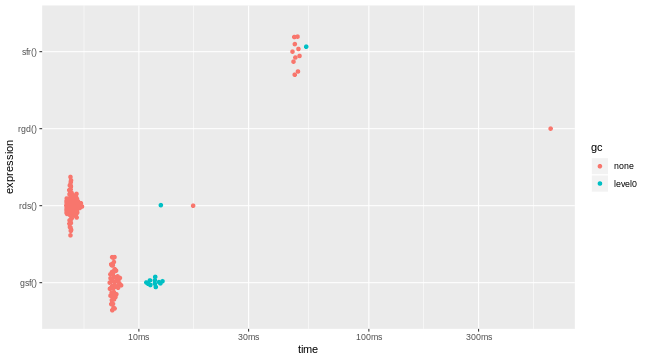 expression
sfr()
rgd()
rds()
gsf()
10ms
30ms
100ms
300ms
time
gc
none
level0